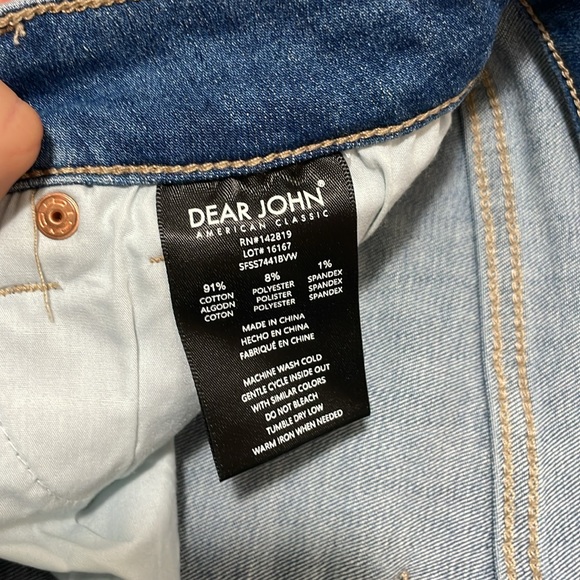 DEAR JOHN®
AMERICAN CLASSIC
RN#142819
LOT# 16167
SFSS7441BVW
91% 8% 1%
COTTON POLYESTER SPANDEX
ALGODN POLISTER SPANDEX
COTON POLYESTER SPANDEX
MADE IN CHINA
HECHO EN CHINA
FABRIQUÉ EN CHINE
MACHINE WASH COLD
GENTLE CYCLE INSIDE OUT
WITH SIMILAR COLORS
DO NOT BLEACH
TUMBLE DRY LOW
WARM IRON WHEN NEEDED